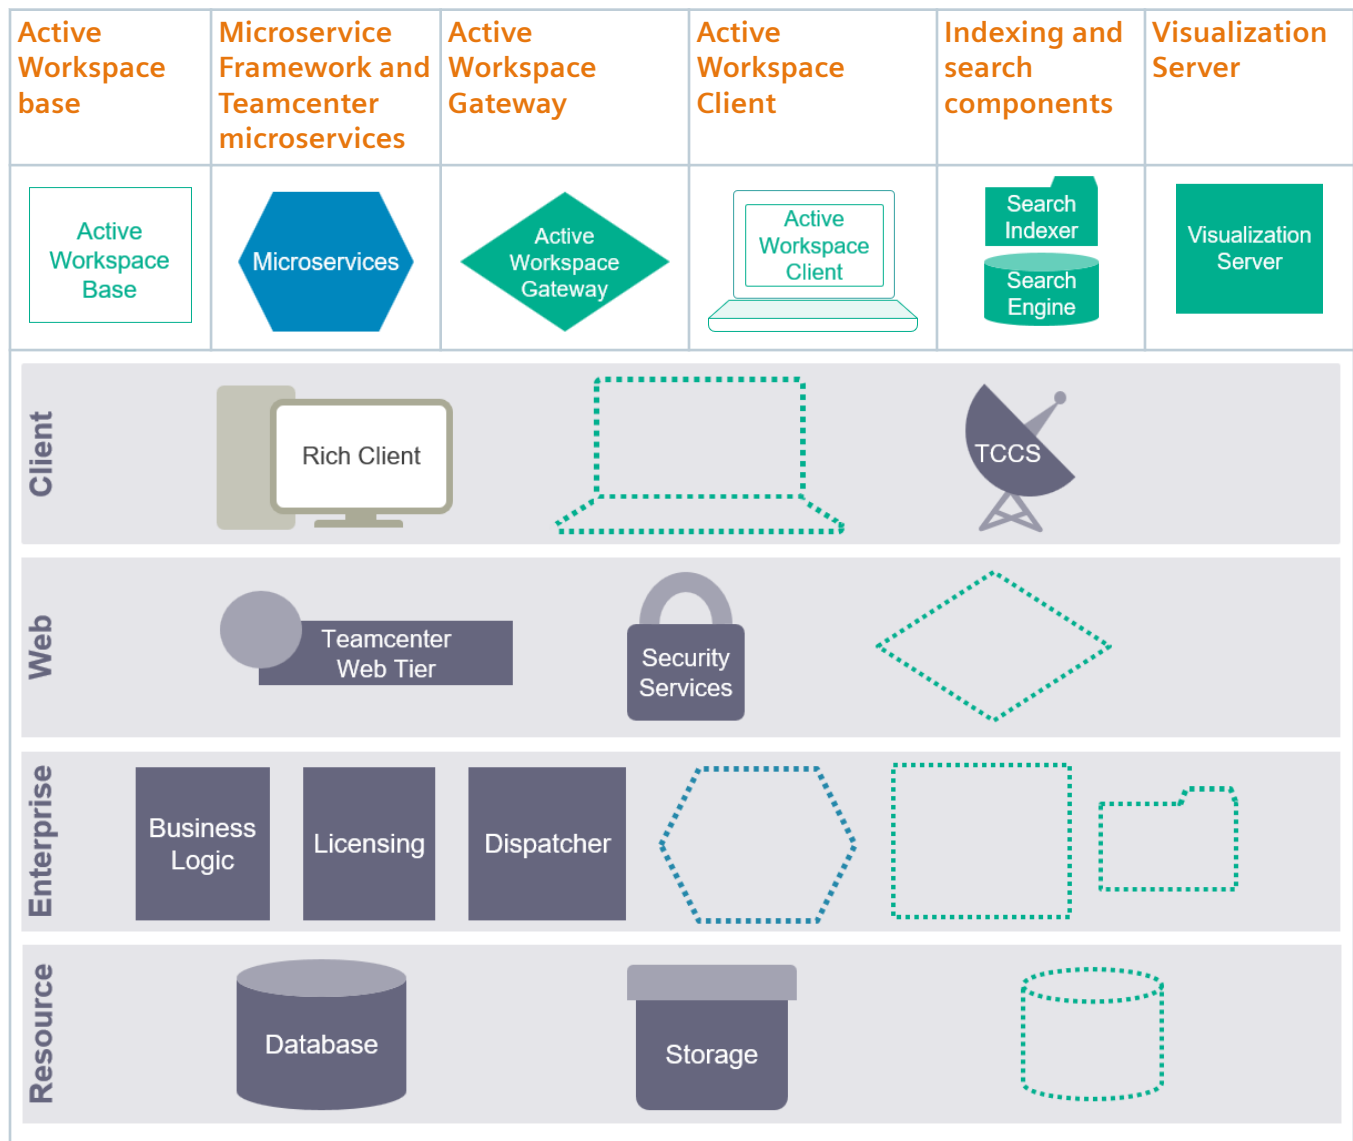 Active
Workspace
base
Microservice
Framework and
Teamcenter
microservices
Active
Workspace
Gateway
Active
Workspace
Client
Indexing and
search
components
Visualization
Server
Active
Workspace
Base
Microservices
Active
Workspace
Gateway
Active
Workspace
Client
Search
Indexer
Search
Engine
Visualization
Server
Client
Rich Client
TCCS
Web
Teamcenter
Web Tier
Security
Services
Enterprise
Business
Logic
Licensing
Dispatcher
Resource
Database
Storage